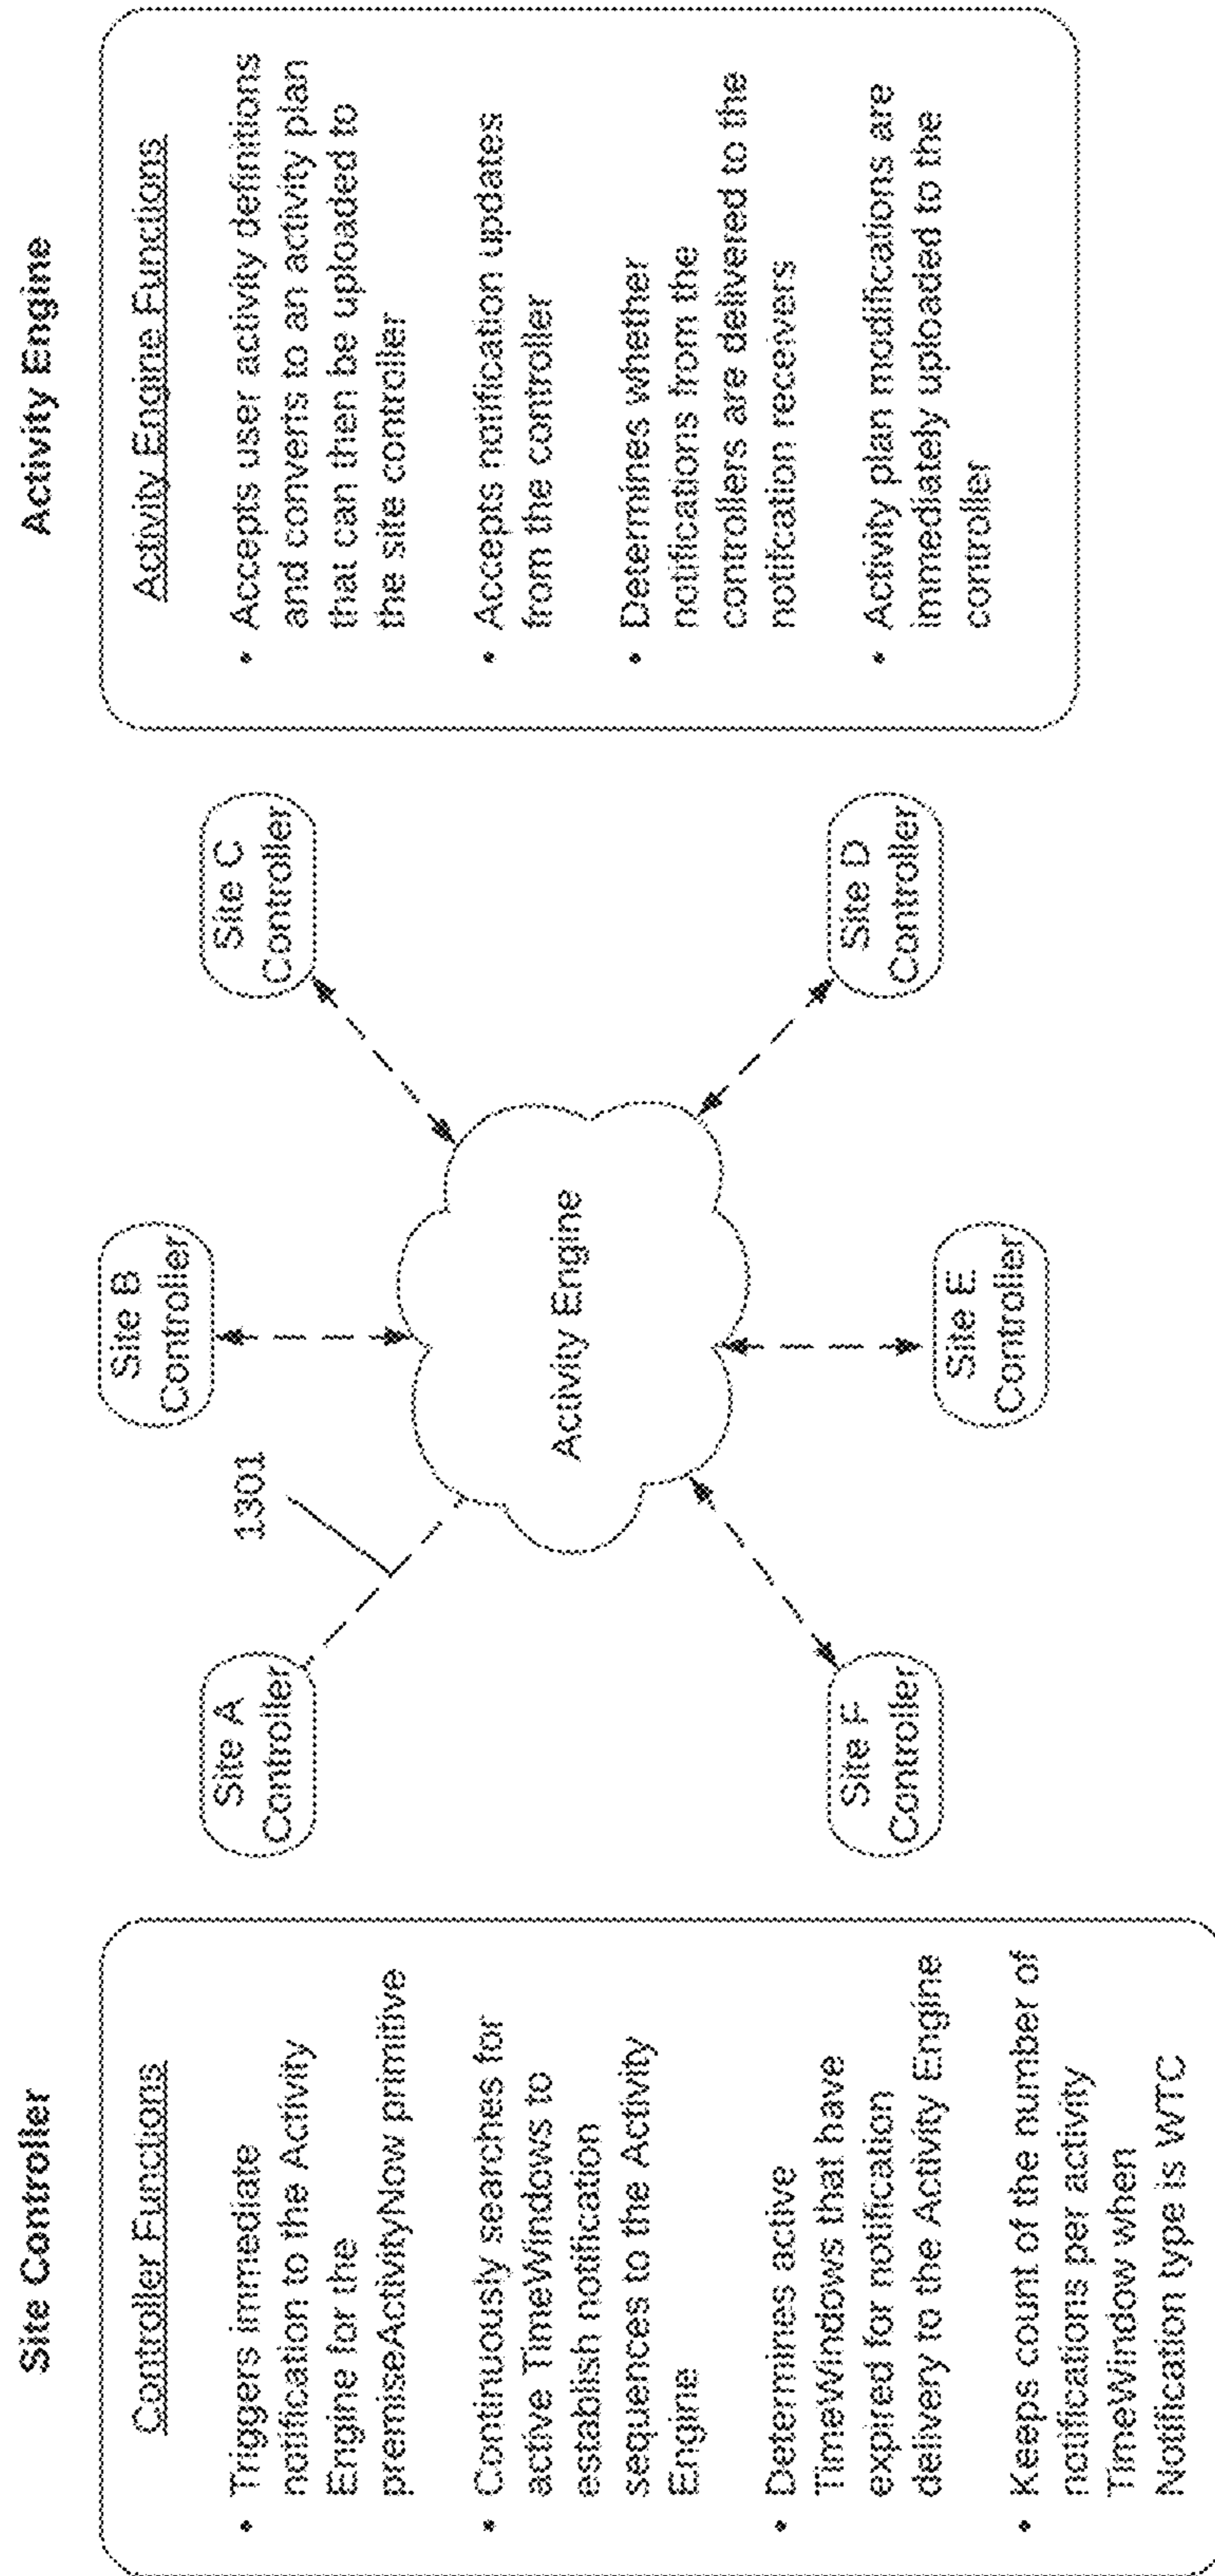 Site Controller
Controller Functions
• Triggers immediate
notification to the Activity
Engine for the
premiseActivityNow primitive
• Continuously searches for
active TimeWindows to
establish notification
sequences to the Activity
Engine
• Determines active
TimeWindows that have
expired for notification
delivery to the Activity Engine
• Keeps count of the number of
notifications per activity
TimeWindow when
Notification type is WTC
Site A
Controller
1301
Site B
Controller
Site C
Controller
Activity Engine
Site F
Controller
Site E
Controller
Site D
Controller
Activity Engine
Activity Engine Functions
• Accepts user activity definitions
and converts to an activity plan
that can then be uploaded to
the site controller
• Accepts notification updates
from the controller
• Determines whether
notifications from the
controllers are delivered to the
notification receivers
• Activity plan modifications are
immediately uploaded to the
controller